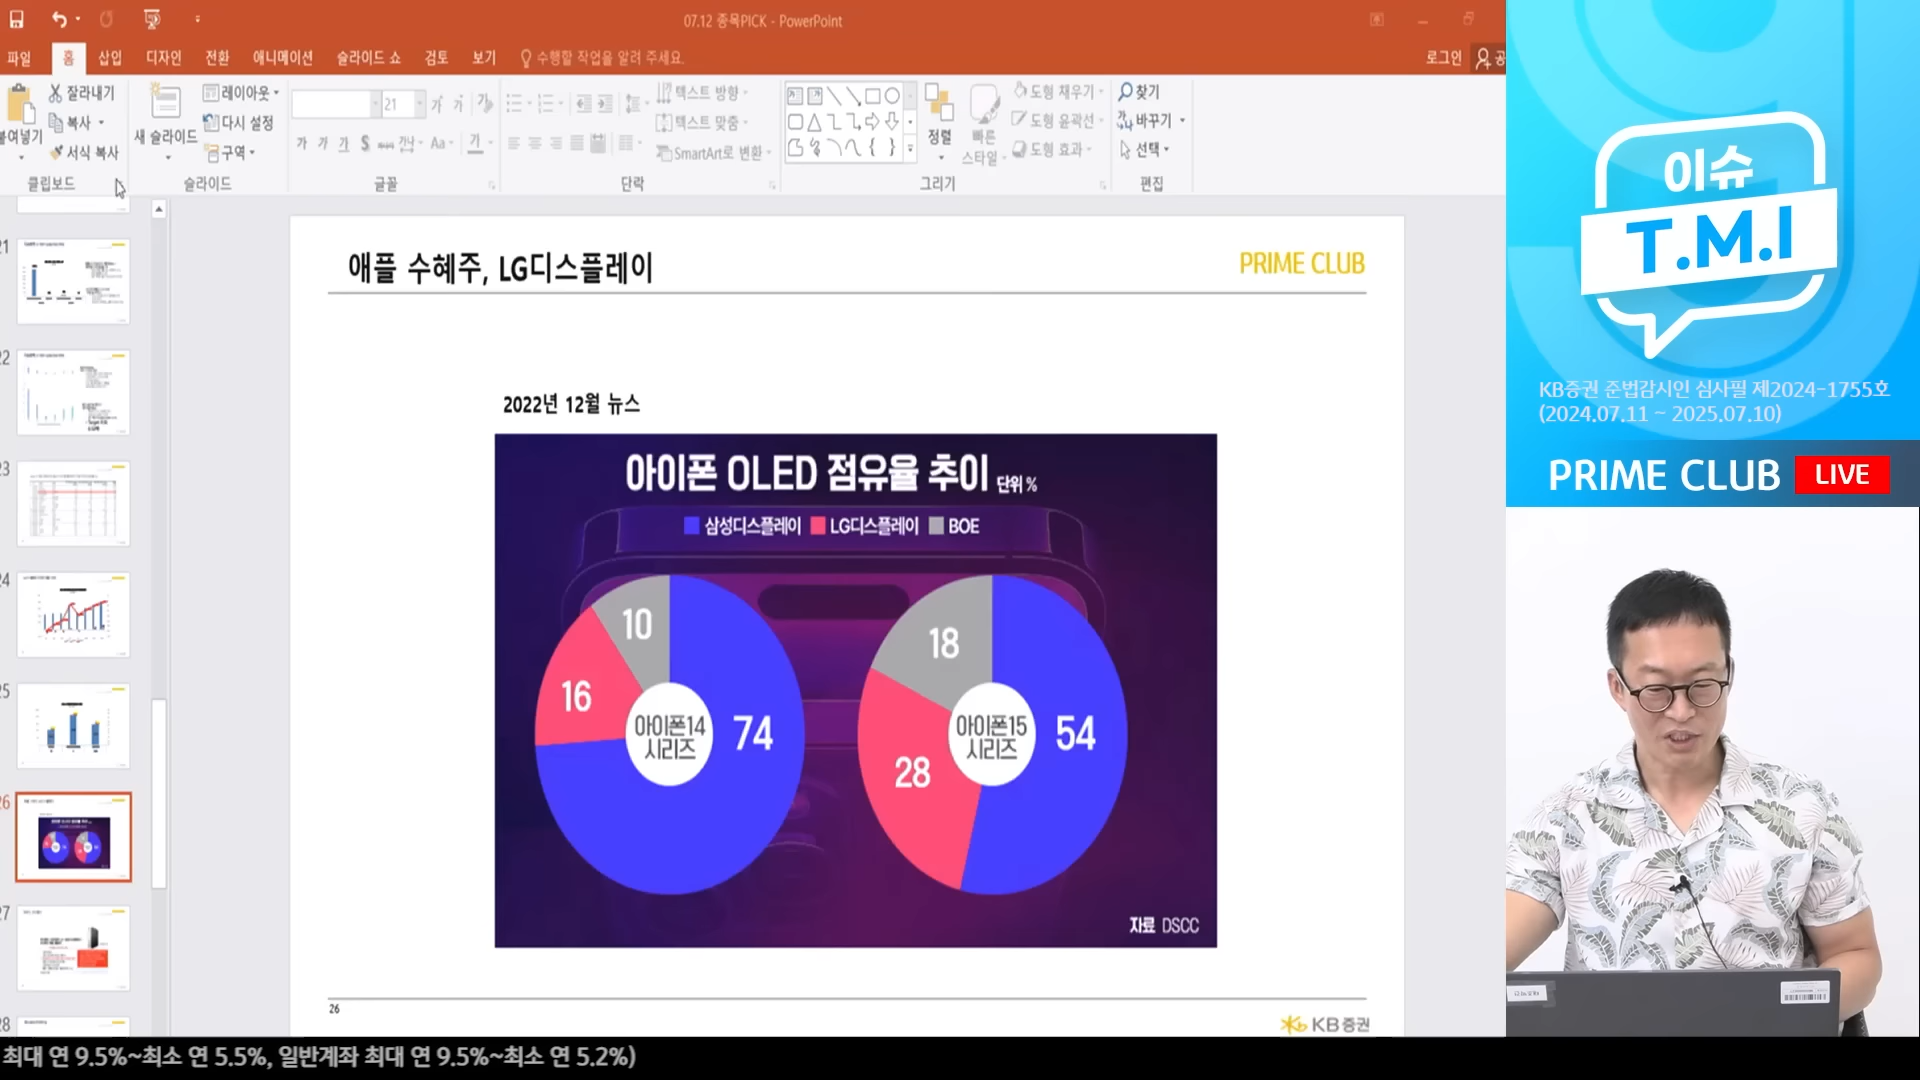 07.12 종목PICK - PowerPoint
파일 홈 삽입 디자인 전환 애니메이션 슬라이드 쇼 검토 보기 수행할 작업을 알려 주세요.
로그인
잘라내기
복사
서식 복사
클립보드
새 슬라이드
레이아웃
다시 설정
구역
슬라이드
21
글꼴
텍스트 방향
텍스트 맞춤
SmartArt로 변환
단락
정렬
빠른
스타일
도형 채우기
도형 윤곽선
도형 효과
그리기
찾기
바꾸기
선택
편집
애플 수혜주, LG디스플레이
PRIME CLUB
2022년 12월 뉴스
아이폰 OLED 점유율 추이 단위 %
삼성디스플레이 LG디스플레이 BOE
10
16
74
아이폰14
시리즈
18
28
54
아이폰15
시리즈
자료 DSCC
26
KB증권
이슈
T.M.I
KB증권 준법감시인 심사필 제2024-1755호
(2024.07.11 ~ 2025.07.10)
PRIME CLUB LIVE
최대 연 9.5%~최소 연 5.5%, 일반계좌 최대 연 9.5%~최소 연 5.2%)